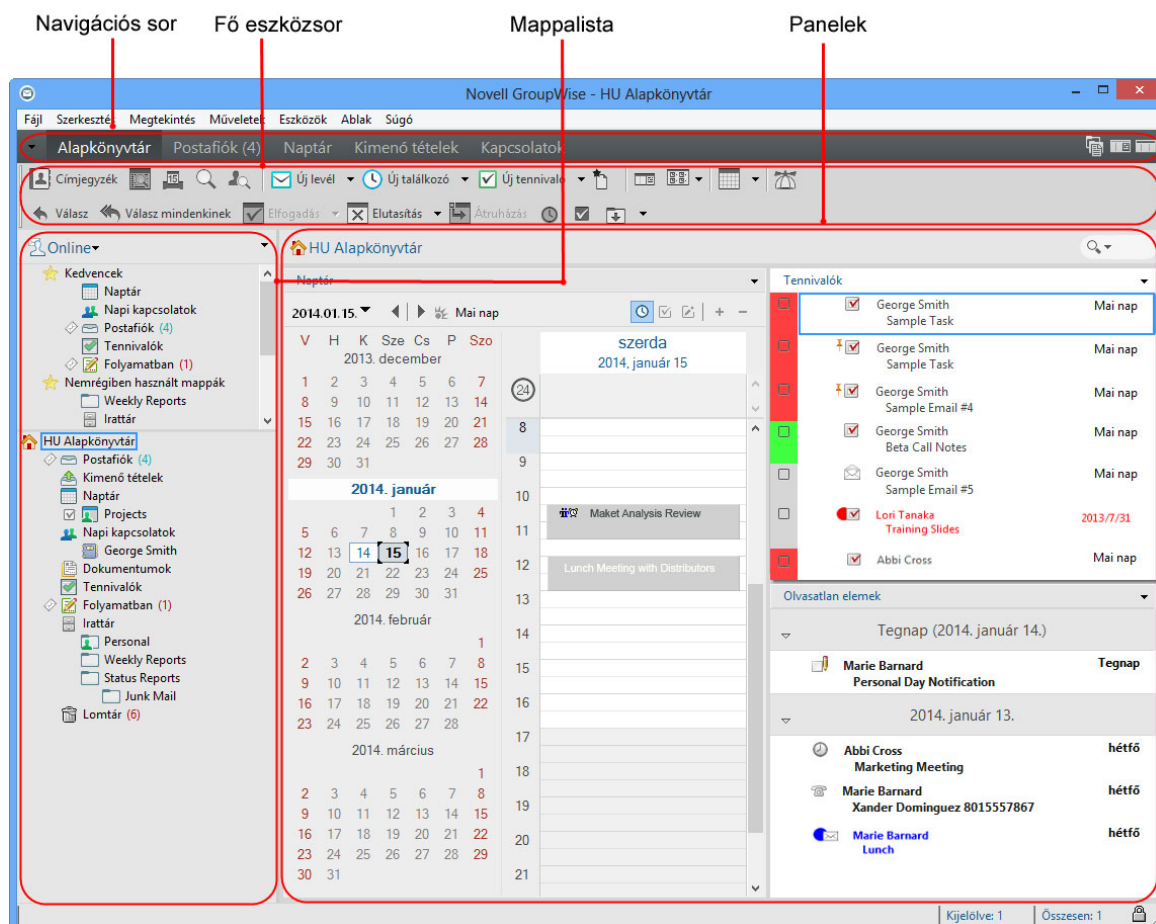 Navigációs sor Fő eszközsor Mappalista Panelek
Novell GroupWise - HU Alapkönyvtár
Fájl Szerkesztés Megtekintés Műveletek Eszközök Ablak Súgó
Alapkönyvtár Postafiók (4) Naptár Kimenő tételek Kapcsolatok
Címjegyzék 15 Új levél Új találkozó Új tennivaló
Válasz Válasz mindenkinek Elfogadás Elutasítás Átruházás
Online
Kedvencek
Naptár
Napi kapcsolatok
Postafiók (4)
Tennivalók
Folyamatban (1)
Nemrégiben használt mappák
Weekly Reports
Irattár
HU Alapkönyvtár
Postafiók (4)
Kimenő tételek
Naptár
Projects
Napi kapcsolatok
George Smith
Dokumentumok
Tennivalók
Folyamatban (1)
Irattár
Personal
Weekly Reports
Status Reports
Junk Mail
Lomtár (6)
HU Alapkönyvtár
Naptár
2014.01.15. Mai nap
V H K Sze Cs P Szo
2013. december
1 2 3 4 5 6 7
8 9 10 11 12 13 14
15 16 17 18 19 20 21
22 23 24 25 26 27 28
29 30 31
2014. január
1 2 3 4
5 6 7 8 9 10 11
12 13 14 15 16 17 18
19 20 21 22 23 24 25
26 27 28 29 30 31
2014. február
1
2 3 4 5 6 7 8
9 10 11 12 13 14 15
16 17 18 19 20 21 22
23 24 25 26 27 28
2014. március
1
2 3 4 5 6 7 8
9 10 11 12 13 14 15
16 17 18 19 20 21 22
23 24 25 26 27 28 29
30 31
szerda
2014, január 15
24
8
9
10
Maket Analysis Review
11
12
Lunch Meeting with Distributors
13
14
15
16
17
18
19
20
21
Tennivalók
George Smith Mai nap
Sample Task
George Smith Mai nap
Sample Task
George Smith Mai nap
Sample Email #4
George Smith Mai nap
Beta Call Notes
George Smith Mai nap
Sample Email #5
Lori Tanaka 2013/7/31
Training Slides
Abbi Cross Mai nap
Olvasatlan elemek
Tegnap (2014. január 14.)
Marie Barnard Tegnap
Personal Day Notification
2014. január 13.
Abbi Cross hétfő
Marketing Meeting
Marie Barnard hétfő
Xander Dominguez 8015557867
Marie Barnard hétfő
Lunch
Kijelölve: 1 Összesen: 1